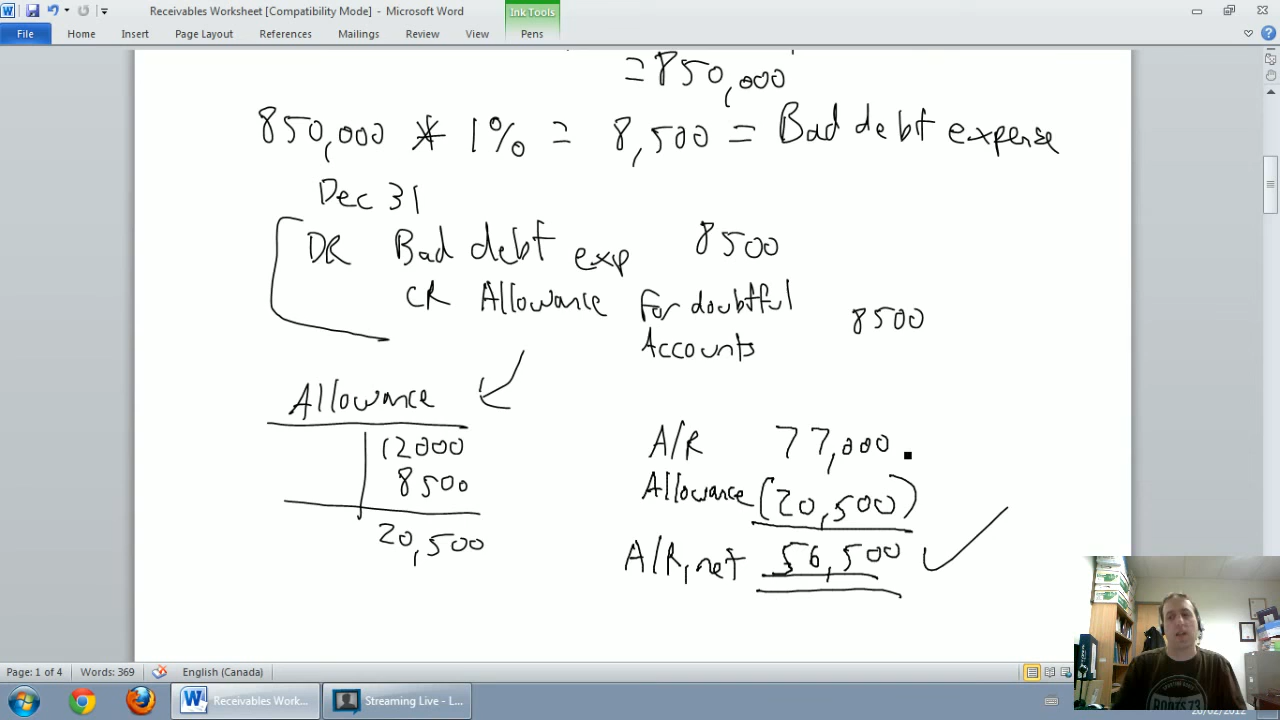 Receivables Worksheet [Compatibility Mode] - Microsoft Word
Ink Tools
File Home Insert Page Layout References Mailings Review View Pens
=850,000
850,000 * 1% = 8,500 = Bad debt expense
Dec 31
DR Bad debt exp 8500
CR Allowance For doubtful
Accounts 8500
Allowance
12000
8500
20,500
A/R 77,000
Allowance (20,500)
A/R, net 56,500
Page: 1 of 4 Words: 369 English (Canada)
Receivables Work... Streaming Live - L...
20/02/2012